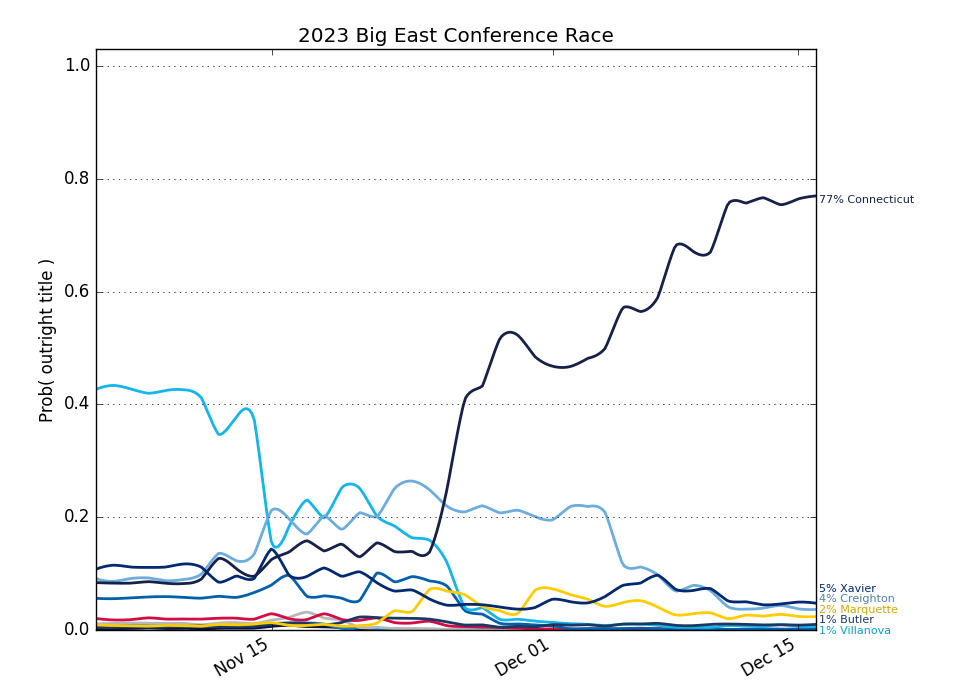 2023 Big East Conference Race
Prob( outright title )
1.0
0.8
0.6
0.4
0.2
0.0
Nov 15
Dec 01
Dec 15
77% Connecticut
5% Xavier
4% Creighton
2% Marquette
1% Butler
1% Villanova